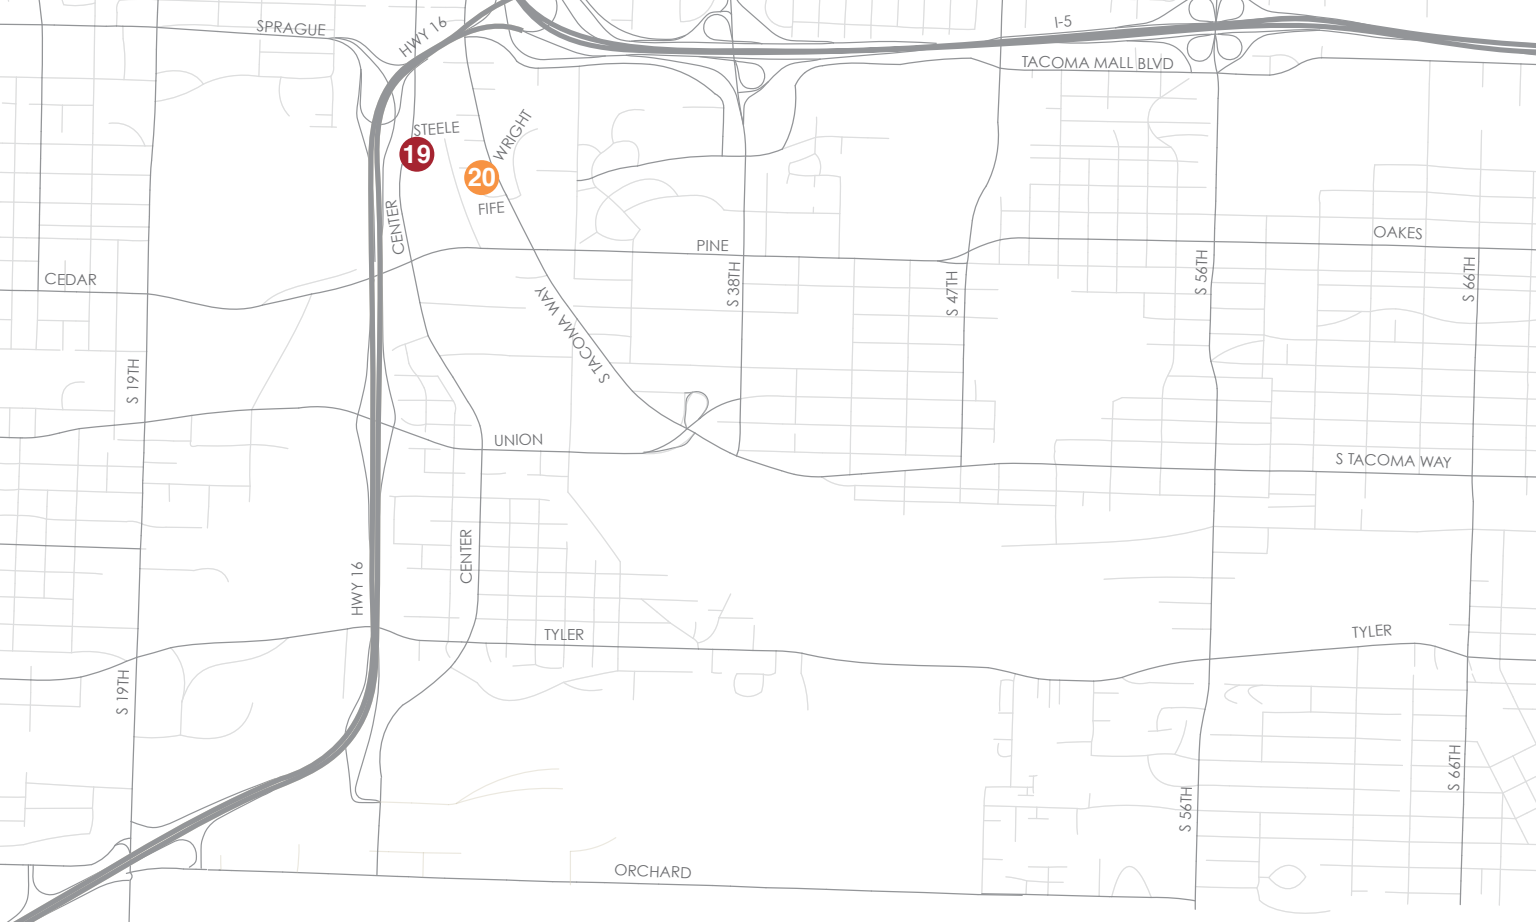 SPRAGUE
HWY 16
I-5
TACOMA MALL BLVD
STEELE
WRIGHT
19
20
FIFE
CENTER
PINE
OAKES
CEDAR
S 38TH
S 47TH
S 56TH
S 66TH
S TACOMA WAY
S 19TH
UNION
S TACOMA WAY
CENTER
HWY 16
TYLER
TYLER
S 19TH
S 66TH
S 56TH
ORCHARD